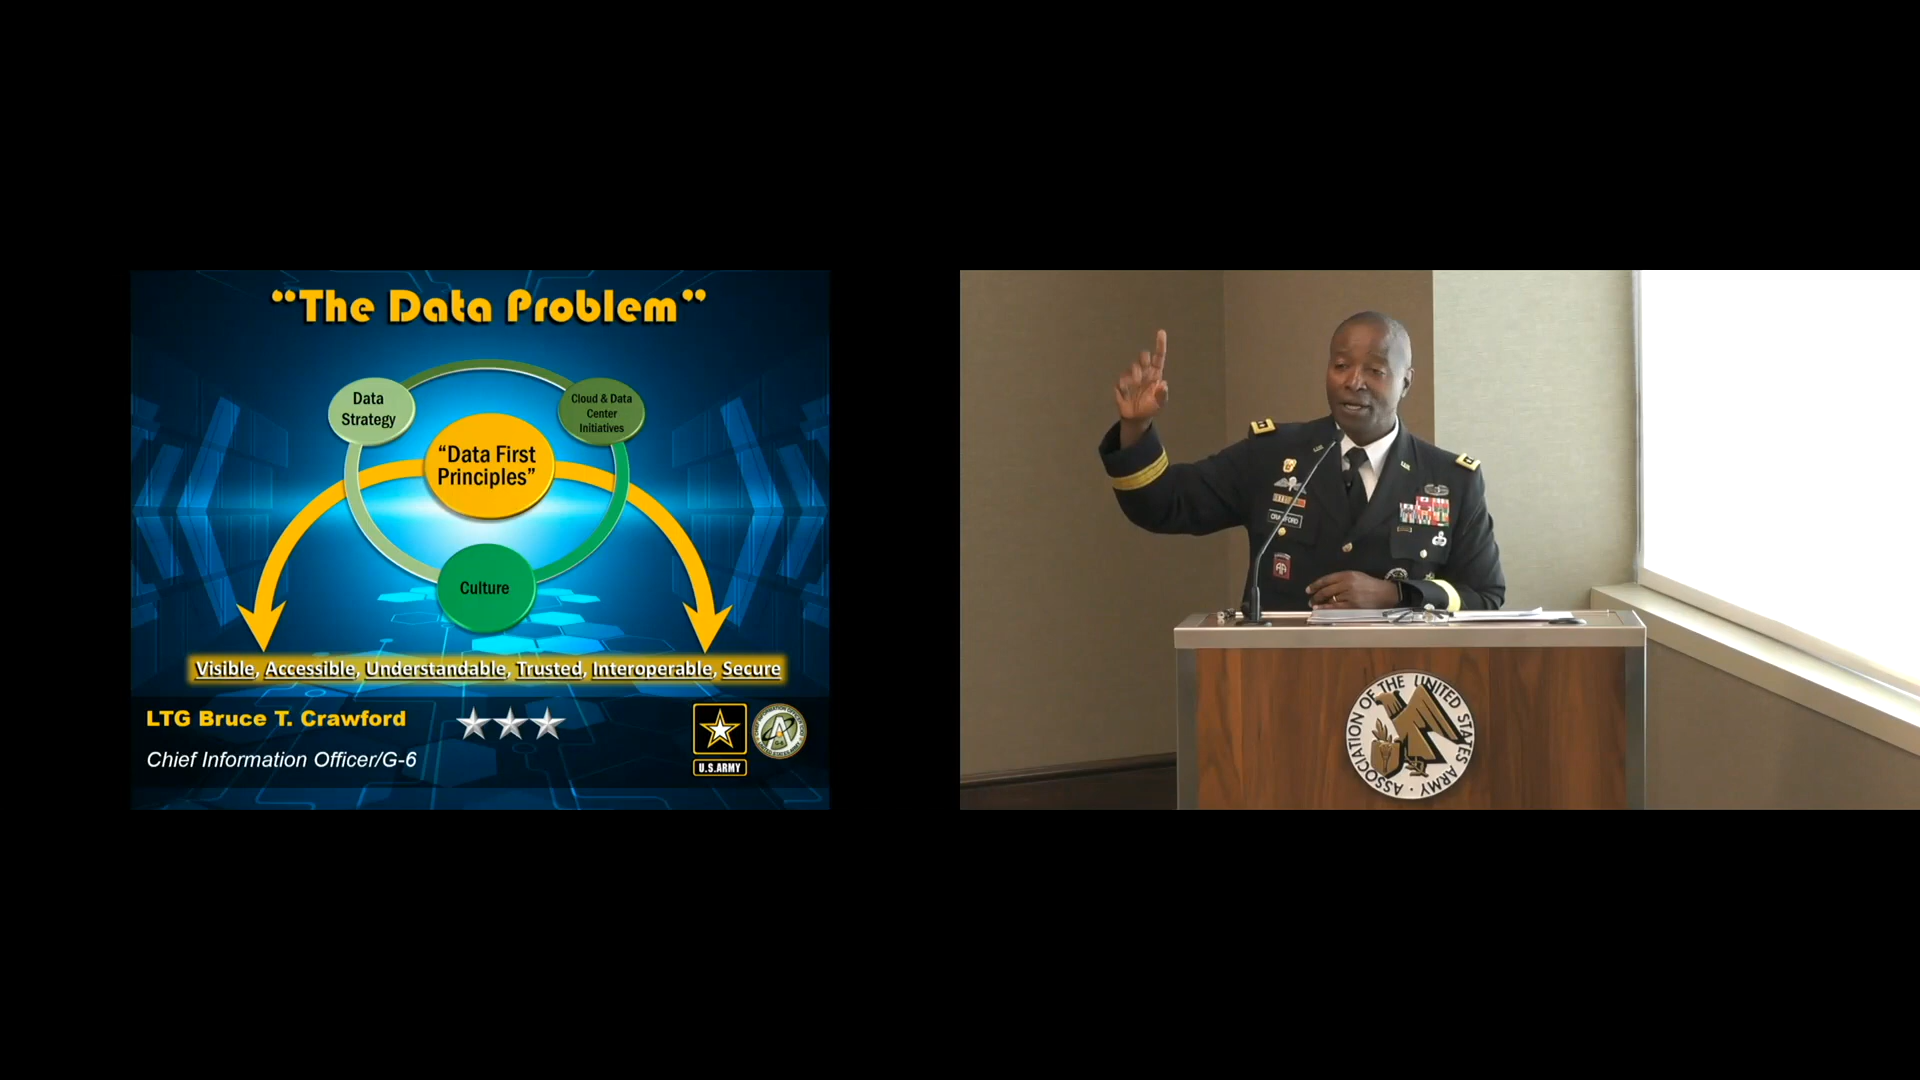 “The Data Problem”
Data
Strategy
Cloud & Data
Center
Initiatives
“Data First
Principles”
Culture
Visible, Accessible, Understandable, Trusted, Interoperable, Secure
LTG Bruce T. Crawford
Chief Information Officer/G-6
U.S.ARMY
CRAWFORD
ASSOCIATION OF THE UNITED STATES ARMY